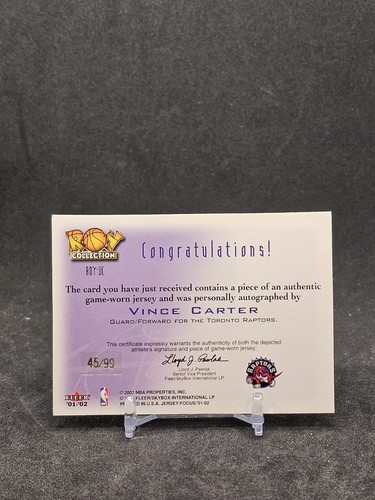 ROY
COLLECTION
ROY-VC
Congratulations!
The card you have just received contains a piece of an authentic
game-worn jersey and was personally autographed by
VINCE CARTER
GUARD/FORWARD FOR THE TORONTO RAPTORS.
This certificate expressly warrants the authenticity of both the depicted
athlete's signature and piece of game-worn jersey.
45/99
Lloyd J. Pawlak
Lloyd J. Pawlak
Senior Vice President
Fleer/SkyBox International LP
RAPTORS
FLEER
'01-'02
NBA
© 2002 NBA PROPERTIES, INC.
FLEER/SKYBOX INTERNATIONAL LP
PRINTED IN U.S.A. JERSEY FOCUS '01-02